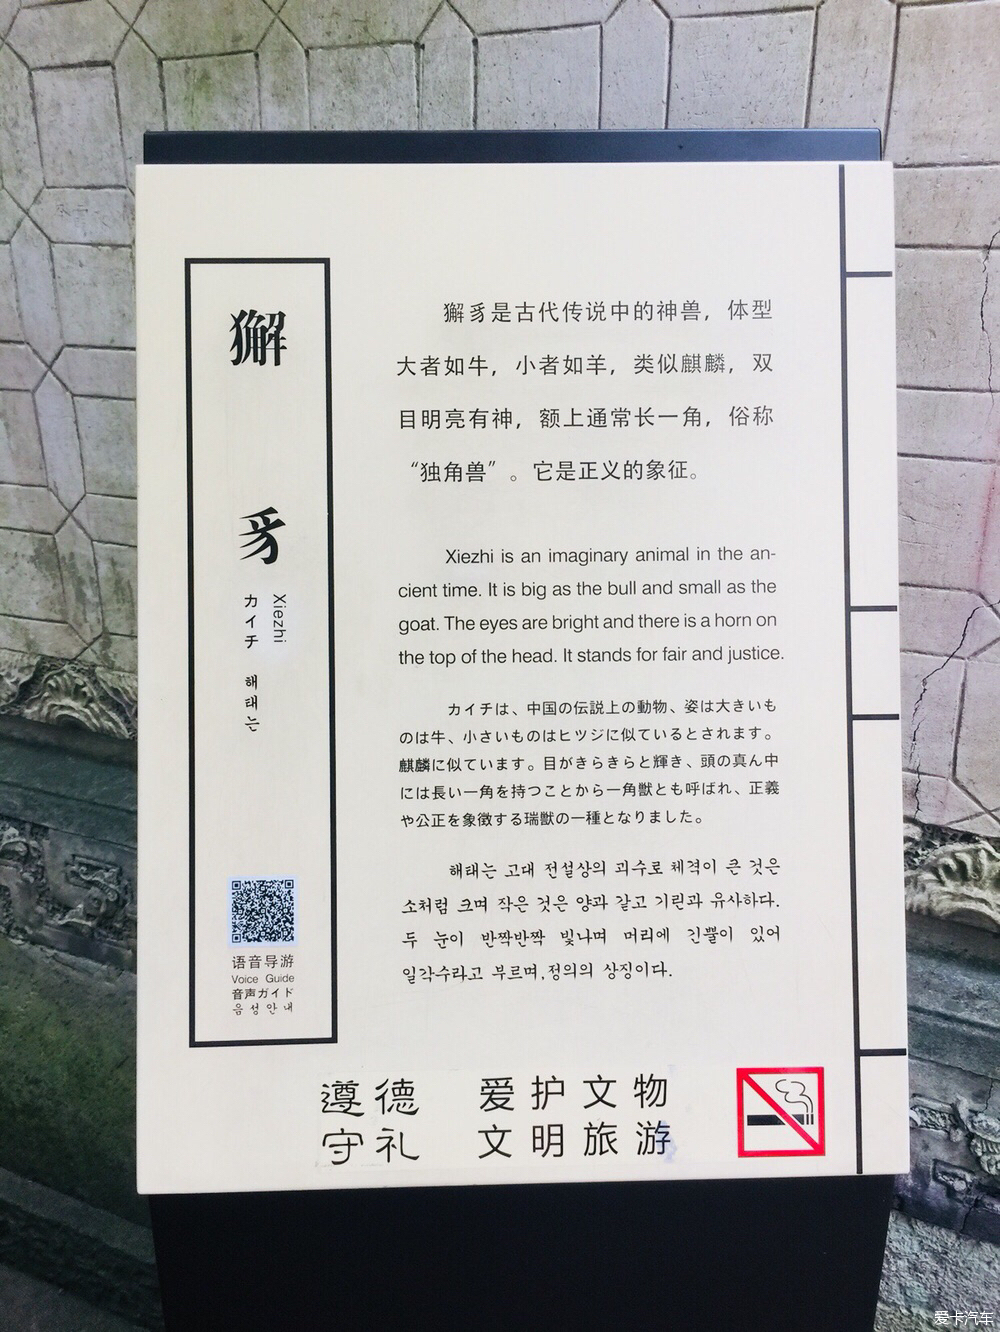 獬
豸
Xiezhi
カイチ
해태는
语音导游
Voice Guide
音声ガイド
음성안내
獬豸是古代传说中的神兽，体型
大者如牛，小者如羊，类似麒麟，双
目明亮有神，额上通常长一角，俗称
“独角兽”。它是正义的象征。
Xiezhi is an imaginary animal in the an-
cient time. It is big as the bull and small as the
goat. The eyes are bright and there is a horn on
the top of the head. It stands for fair and justice.
カイチは、中国の伝説上の動物、姿は大きいも
のは牛、小さいものはヒツジに似ているとされます。
麒麟に似ています。目がきらきらと輝き、頭の真ん中
には長い一角を持つことから一角獣とも呼ばれ、正義
や公正を象徴する瑞獣の一種となりました。
해태는 고대 전설상의 괴수로 체격이 큰 것은
소처럼 크며 작은 것은 양과 같고 기린과 유사하다.
두 눈이 반짝반짝 빛나며 머리에 긴뿔이 있어
일각수라고 부르며,정의의 상징이다.
遵德 爱护文物
守礼 文明旅游
爱卡汽车